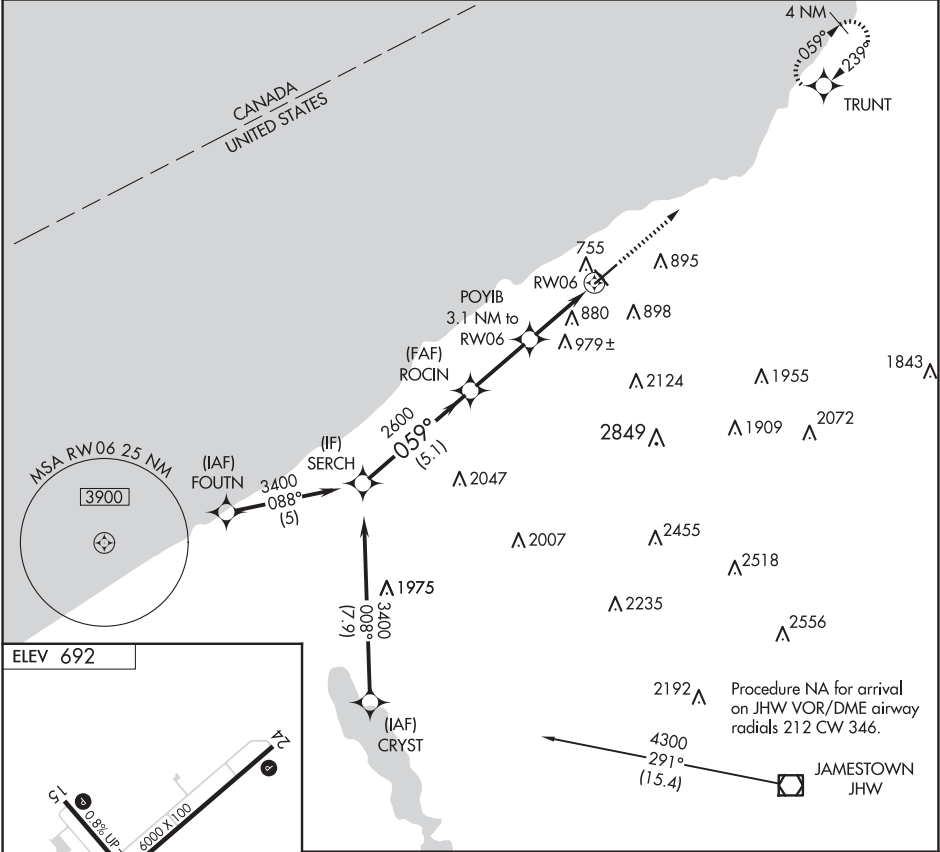 4 NM
059°
239°
TRUNT
CANADA
UNITED STATES
755
895
RW06
POYIB
3.1 NM to
RW06
880
898
979±
(FAF)
ROCIN
2124
1955
1843
2600
059°
(5.1)
2849
1909
2072
MSA RW06 25 NM
3900
(IAF)
FOUTN
(IF)
SERCH
3400
088°
(5)
2047
2007
2455
2518
1975
3400
008°
(7.9)
2235
2556
ELEV 692
2192
Procedure NA for arrival
on JHW VOR/DME airway
radials 212 CW 346.
(IAF)
CRYST
4300
291°
(15.4)
JAMESTOWN
JHW
24
P
15
P
0.8% UP
6000 X 100